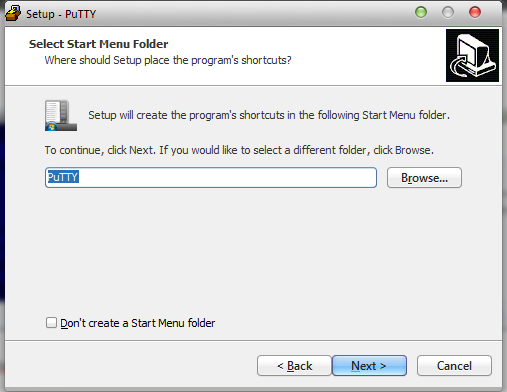 Setup - PuTTY
Select Start Menu Folder
Where should Setup place the program's shortcuts?
Setup will create the program's shortcuts in the following Start Menu folder.
To continue, click Next. If you would like to select a different folder, click Browse.
PuTTY
Browse...
Don't create a Start Menu folder
< Back
Next >
Cancel